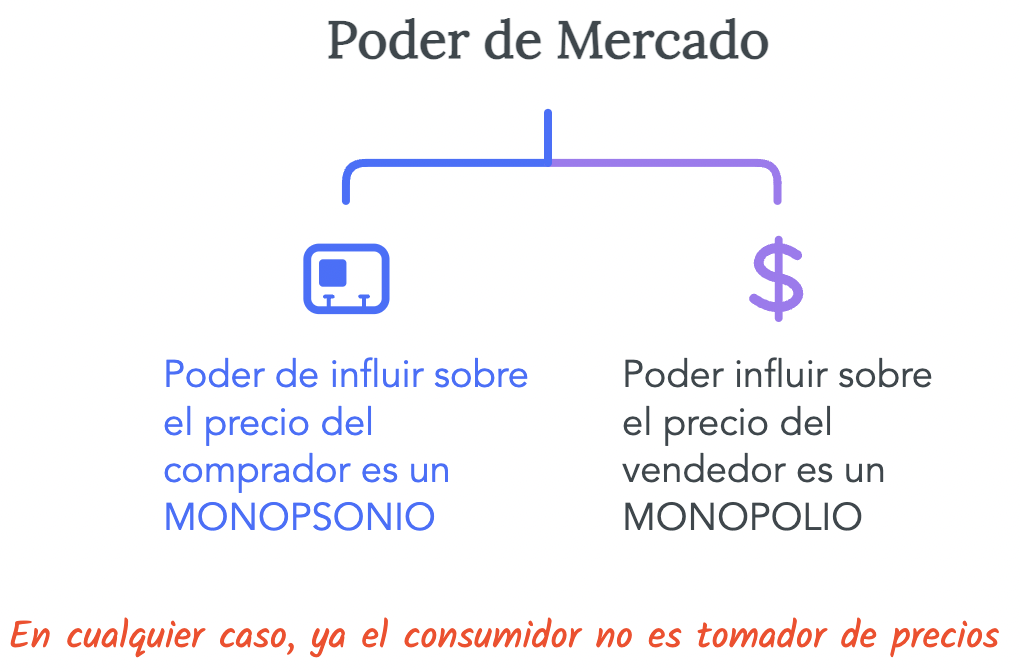 Poder de Mercado
Poder de influir sobre
el precio del
comprador es un
MONOPSONIO
Poder influir sobre
el precio del
vendedor es un
MONOPOLIO
En cualquier caso, ya el consumidor no es tomador de precios